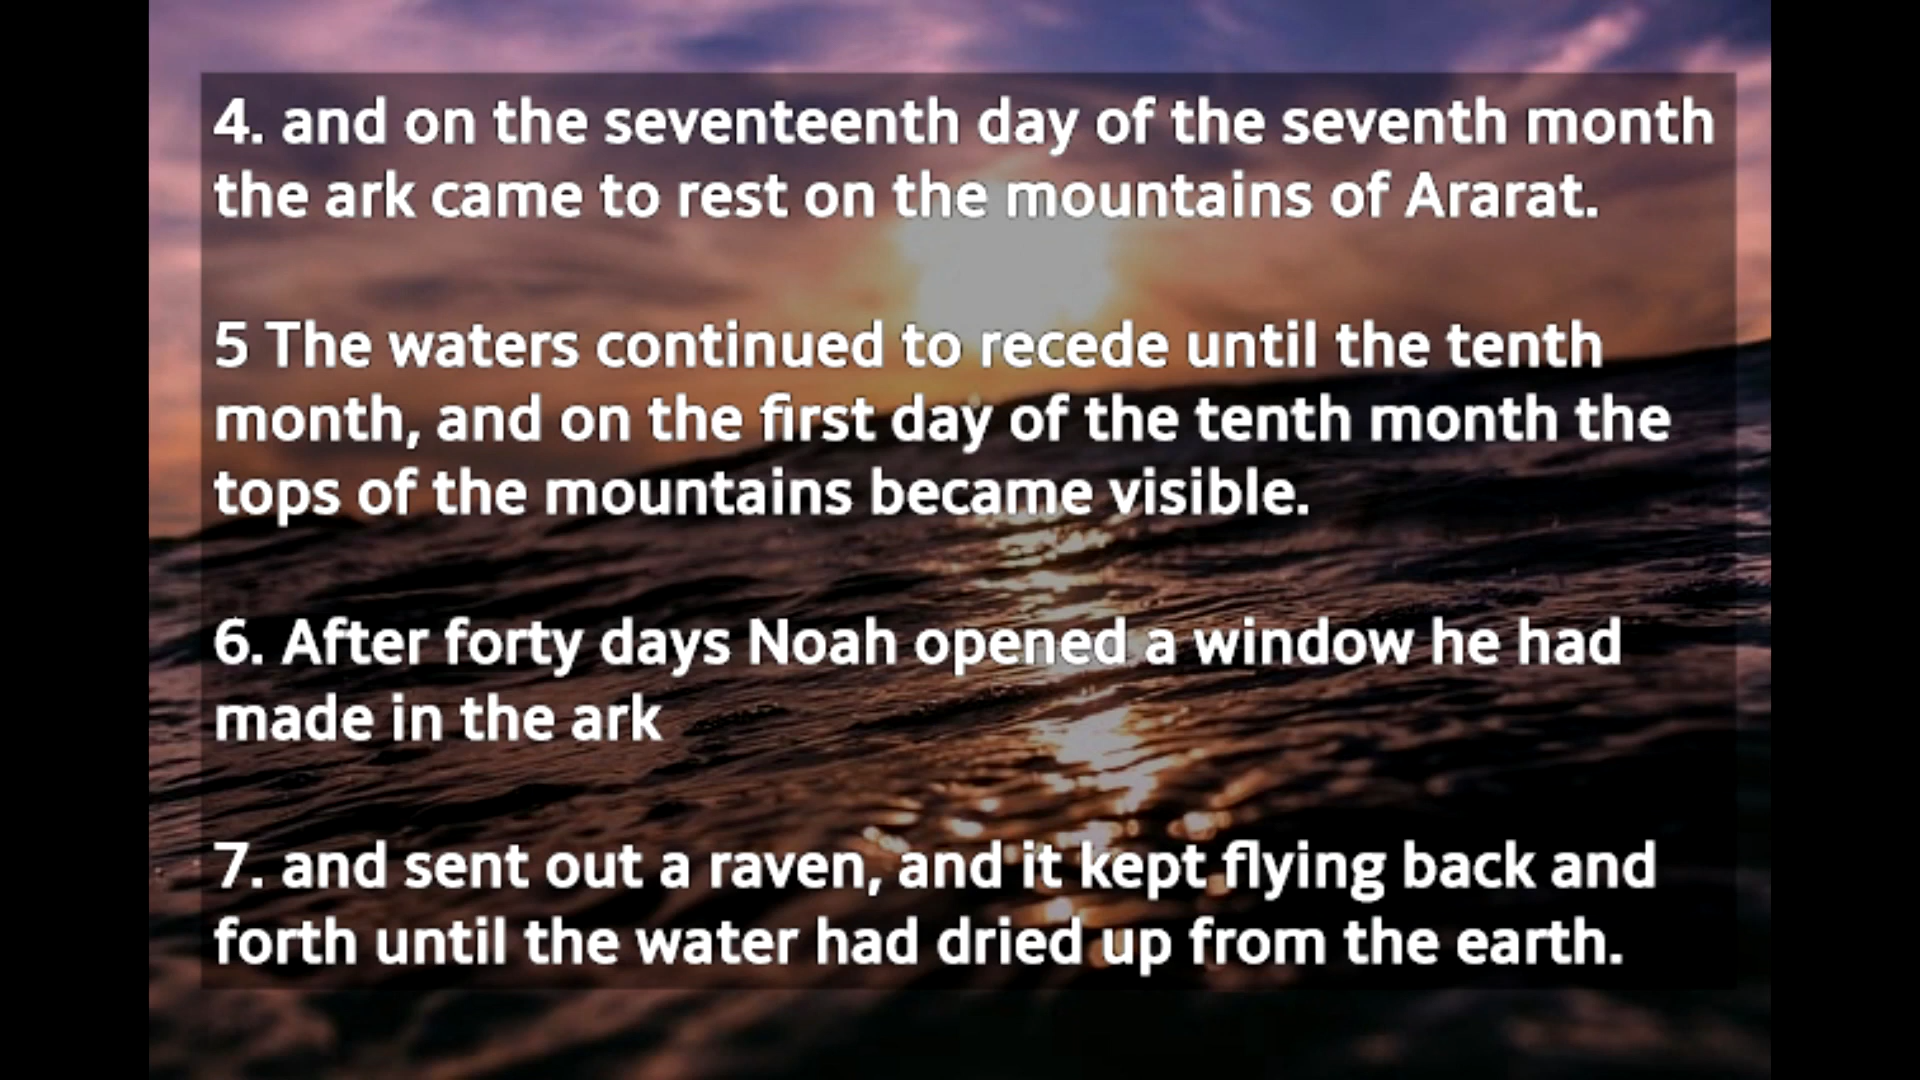 4. and on the seventeenth day of the seventh month
the ark came to rest on the mountains of Ararat.
5 The waters continued to recede until the tenth
month, and on the first day of the tenth month the
tops of the mountains became visible.
6. After forty days Noah opened a window he had
made in the ark
7. and sent out a raven, and it kept flying back and
forth until the water had dried up from the earth.